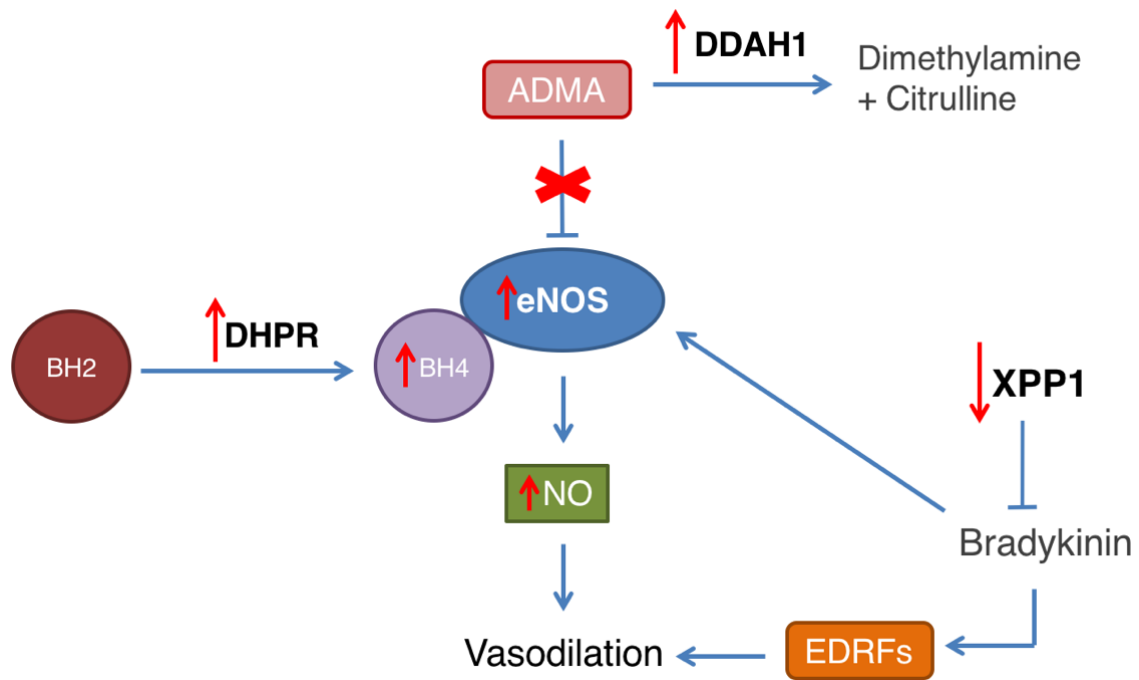 DDAH1
ADMA
Dimethylamine
+ Citrulline
eNOS
DHPR
BH2
BH4
XPP1
NO
Bradykinin
Vasodilation
EDRFs